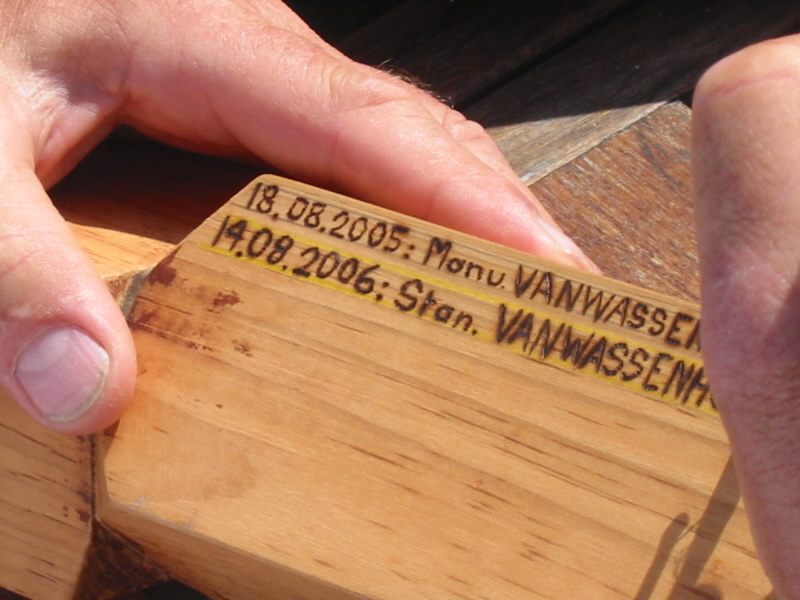 18.08.2005: Manu. VANWASSEN
14.08.2006: Stan. VANWASSENH